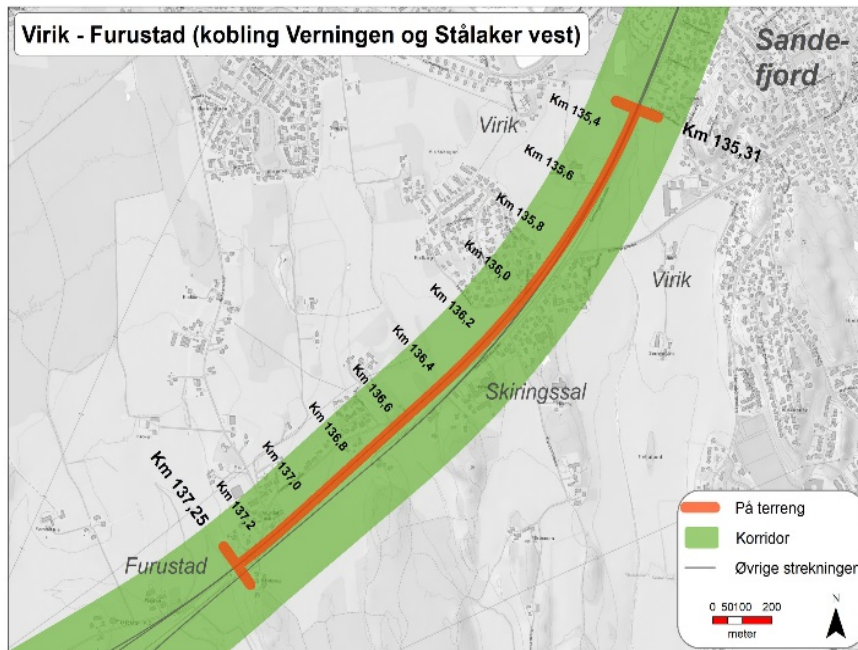 Virik - Furustad (kobling Verningen og Stålaker vest)
Sande-
fjord
Virik
Km 135,4
Km 135,31
Km 135,6
Km 135,8
Km 136,0
Virik
Km 136,2
Km 136,4
Skiringssal
Km 136,6
Km 136,8
Km 137,0
Km 137,25
Km 137,2
Furustad
På terreng
Korridor
Øvrige strekninger
N
0 50100 200
meter